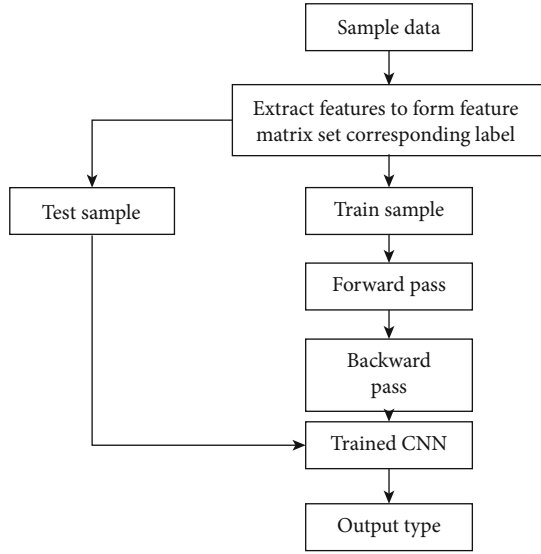 Sample data
Extract features to form feature
matrix set corresponding label
Test sample
Train sample
Forward pass
Backward
pass
Trained CNN
Output type